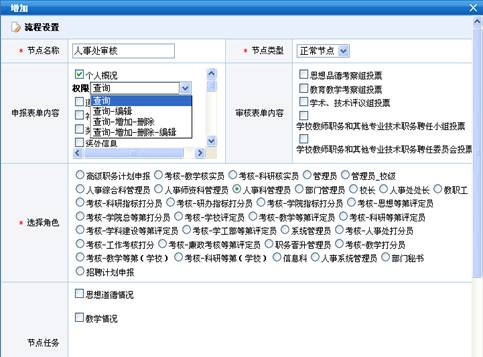 增加
流程设置
* 节点名称 人事处审核 * 节点类型 正常节点
申报表单内容
个人概况
权限 查询
查询
查询-编辑
查询-增加-删除
查询-增加-删除-编辑
奖惩信息
审核表单内容
思想品德考察组投票
教育教学考察组投票
学术、技术评议组投票
学校教师职务和其他专业技术职务聘任小组投票
学校教师职务和其他专业技术职务聘任委员会投票
* 选择角色
高级职务计划申报 考核-教学核实员 考核-科研核实员 管理员 管理员_校级
人事综合科管理员 人事师资科管理员 人事科管理员 部门管理员 校长 人事处处长 教职工
考核-科研指标打分员 考核-研办指标打分员 考核-学院指标打分员 考核-思想等第评定员
考核-学院总等第打分员 考核-学校评定员 考核-教学等第评定员 考核-科研等第评定员
考核-学科建设等第评定员 考核-学工部等第评定员 系统管理员 考核-人事处打分员
考核-工作考核打分 考核-廉政考核等第评定员 职务晋升管理员 考核-教学打分员
考核-教学等第(学校) 考核-科研等第(学校) 信息科 人事系统管理员 部门秘书
招聘计划申报
节点任务
思想道德情况
教学情况